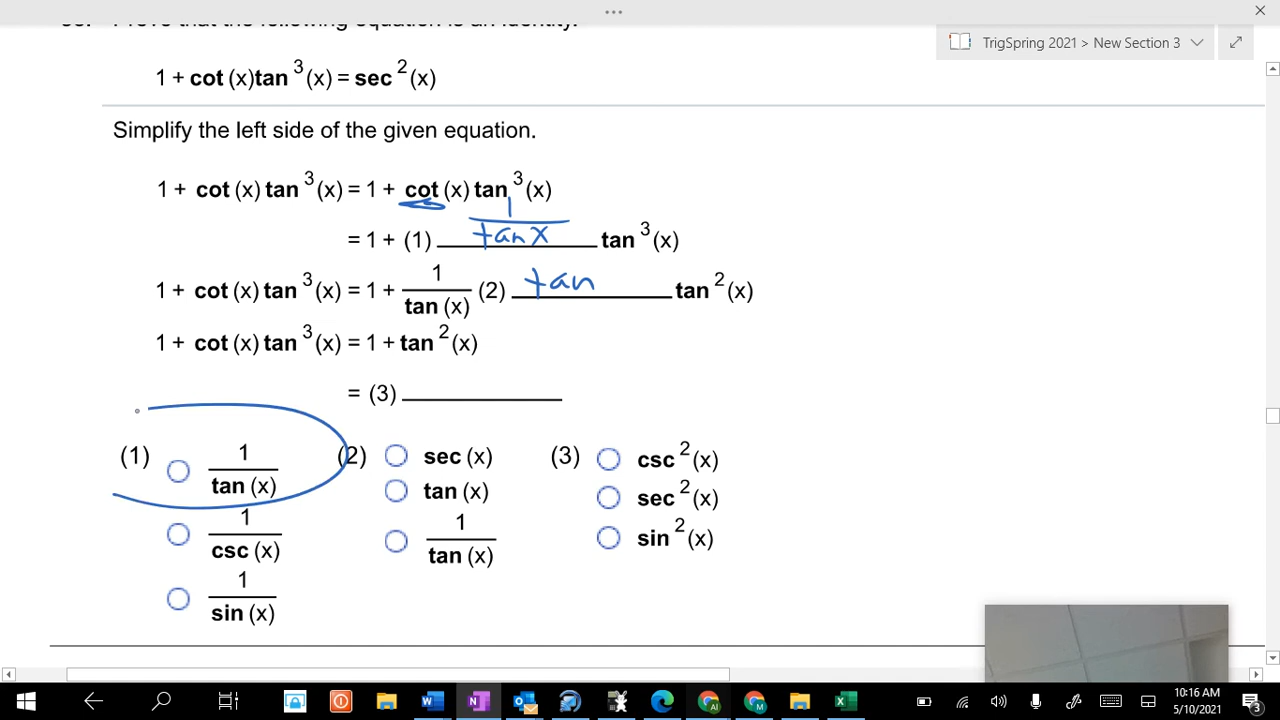 ...
TrigSpring 2021 > New Section 3
Prove that the following equation is an identity.
1 + cot (x)tan ³(x) = sec ²(x)
Simplify the left side of the given equation.
1 + cot (x) tan ³(x) = 1 + cot (x) tan ³(x)
1
= 1 + (1) tan x tan ³(x)
1 + cot (x) tan ³(x) = 1 + 1/tan (x) (2) tan tan ²(x)
1 + cot (x) tan ³(x) = 1 + tan ²(x)
= (3) ____________
(1) 1/tan (x)
1/csc (x)
1/sin (x)
(2) sec (x)
tan (x)
1/tan (x)
(3) csc ²(x)
sec ²(x)
sin ²(x)
10:16 AM
5/10/2021
3